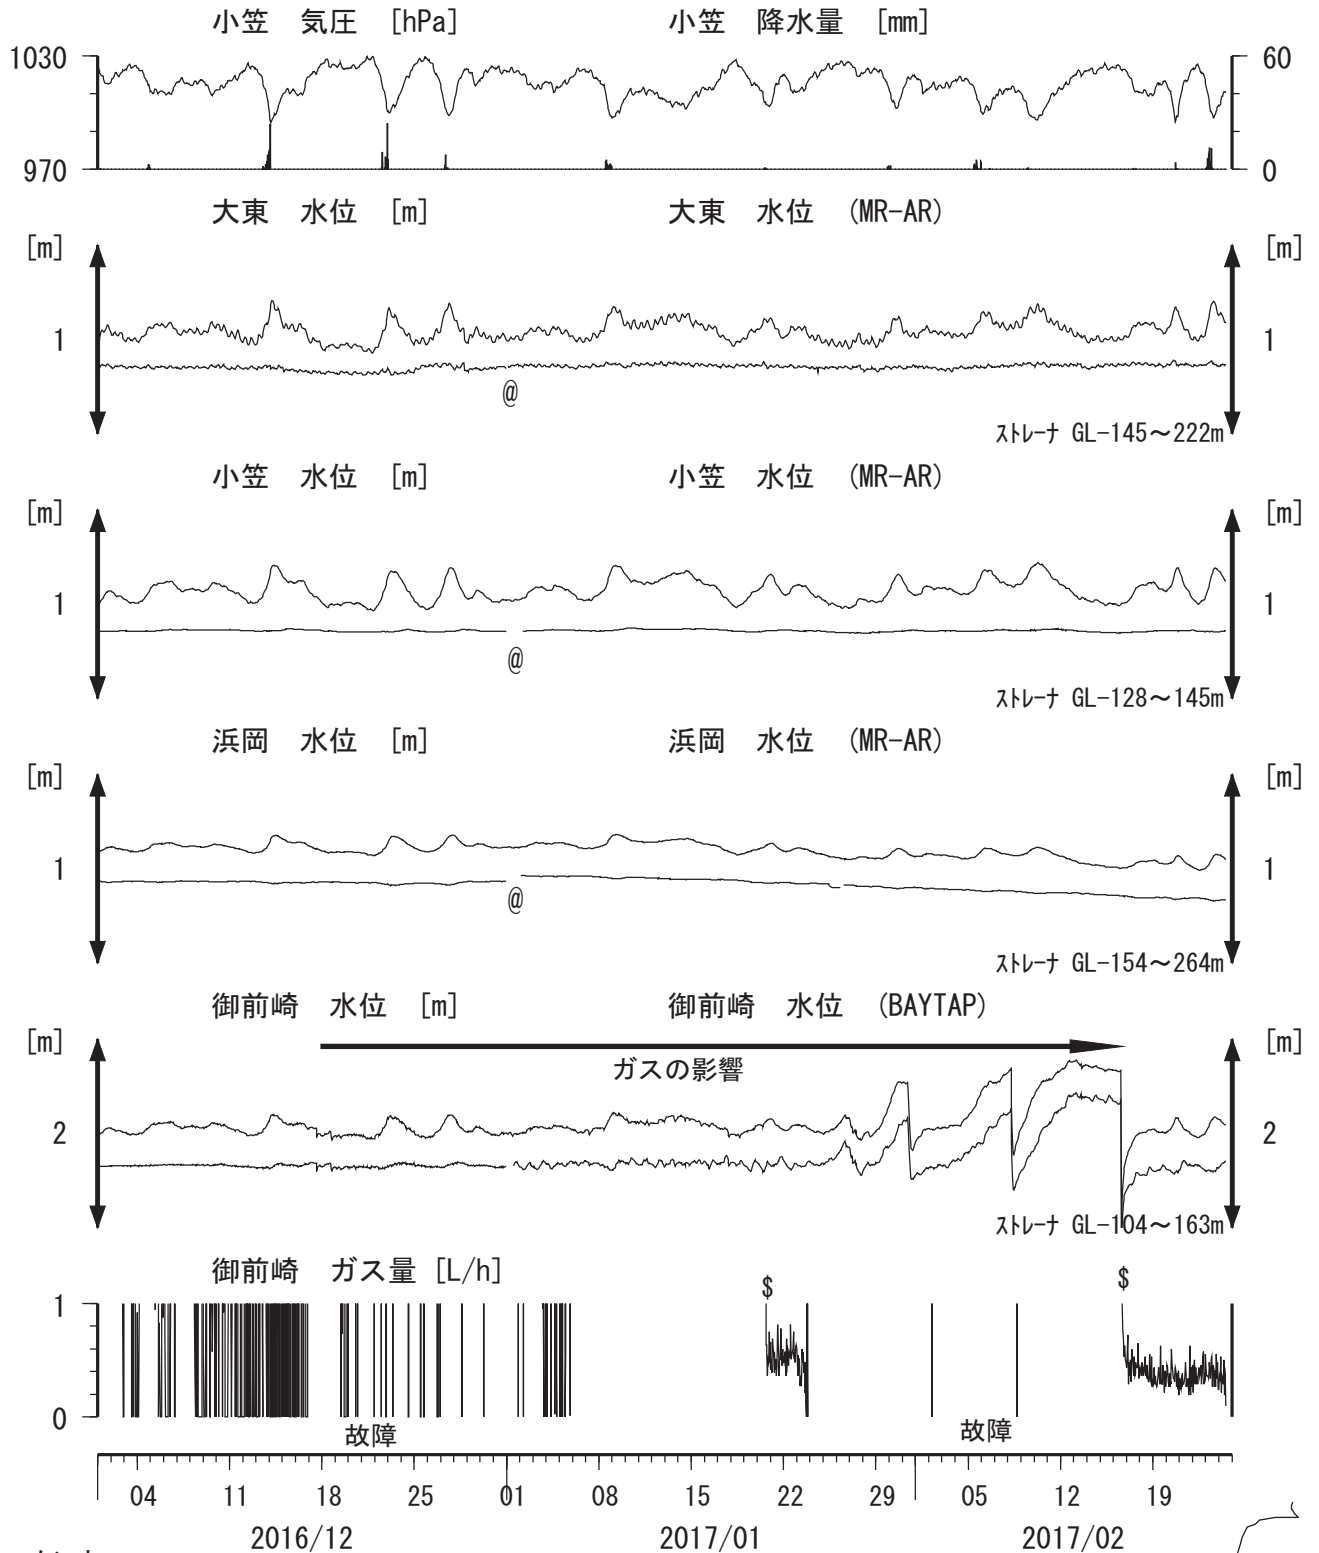 小笠 気圧 [hPa] 小笠 降水量 [mm]
1030 60
970 0
大東 水位 [m] 大東 水位 (MR-AR)
[m] [m]
1 1
@
ストレーナ GL-145～222m
小笠 水位 [m] 小笠 水位 (MR-AR)
[m] [m]
1 1
@
ストレーナ GL-128～145m
浜岡 水位 [m] 浜岡 水位 (MR-AR)
[m] [m]
1 1
@
ストレーナ GL-154～264m
御前崎 水位 [m] 御前崎 水位 (BAYTAP)
[m] [m]
ガスの影響
2 2
ストレーナ GL-104～163m
御前崎 ガス量 [L/h]
$ $
1
0
故障 故障
04 11 18 25 01 08 15 22 29 05 12 19
2016/12 2017/01 2017/02